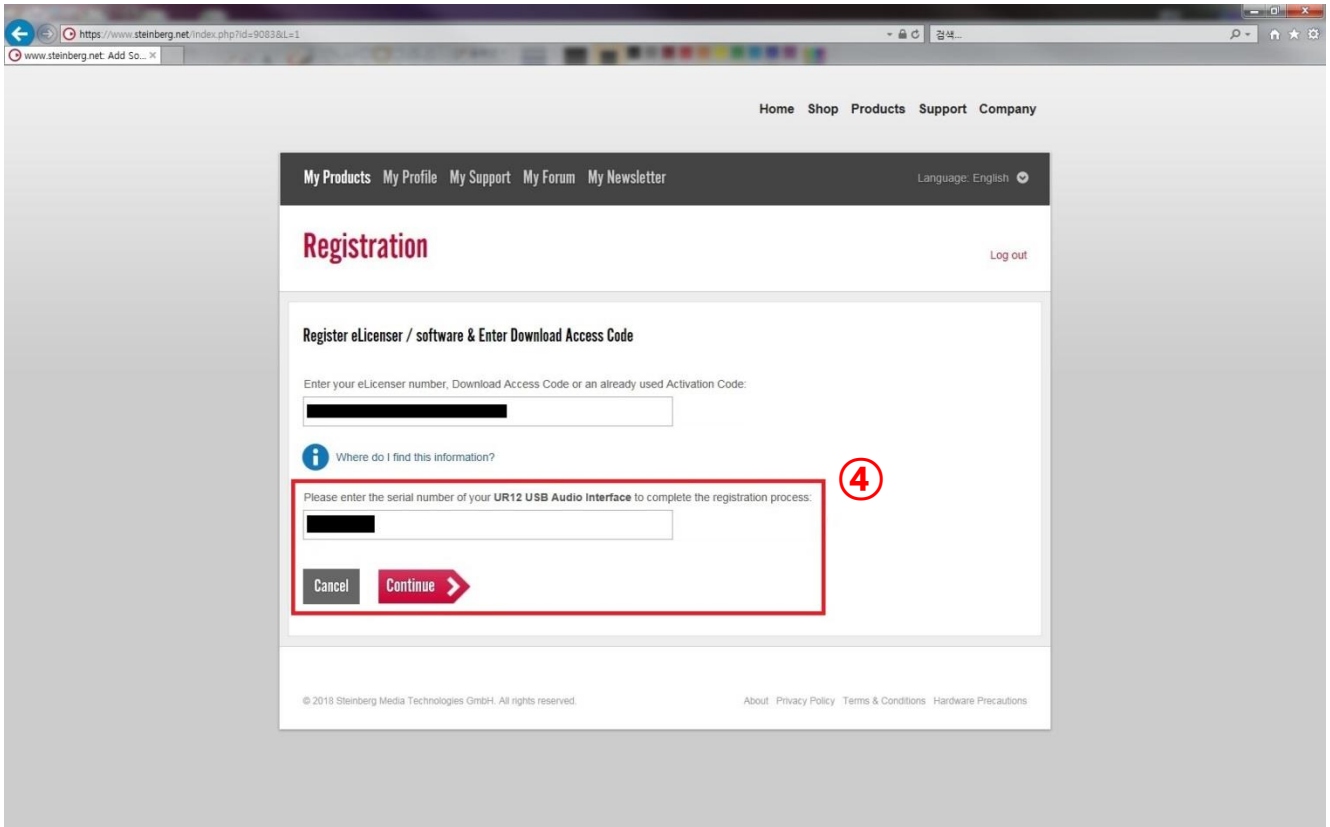 https://www.steinberg.net/index.php?id=9083&L=1
검색...
www.steinberg.net: Add So...
Home Shop Products Support Company
My Products My Profile My Support My Forum My Newsletter
Language: English
Registration
Log out
Register eLicenser / software & Enter Download Access Code
Enter your eLicenser number, Download Access Code or an already used Activation Code:
Where do I find this information?
④
Please enter the serial number of your UR12 USB Audio Interface to complete the registration process:
Cancel
Continue
© 2018 Steinberg Media Technologies GmbH. All rights reserved.
About Privacy Policy Terms & Conditions Hardware Precautions